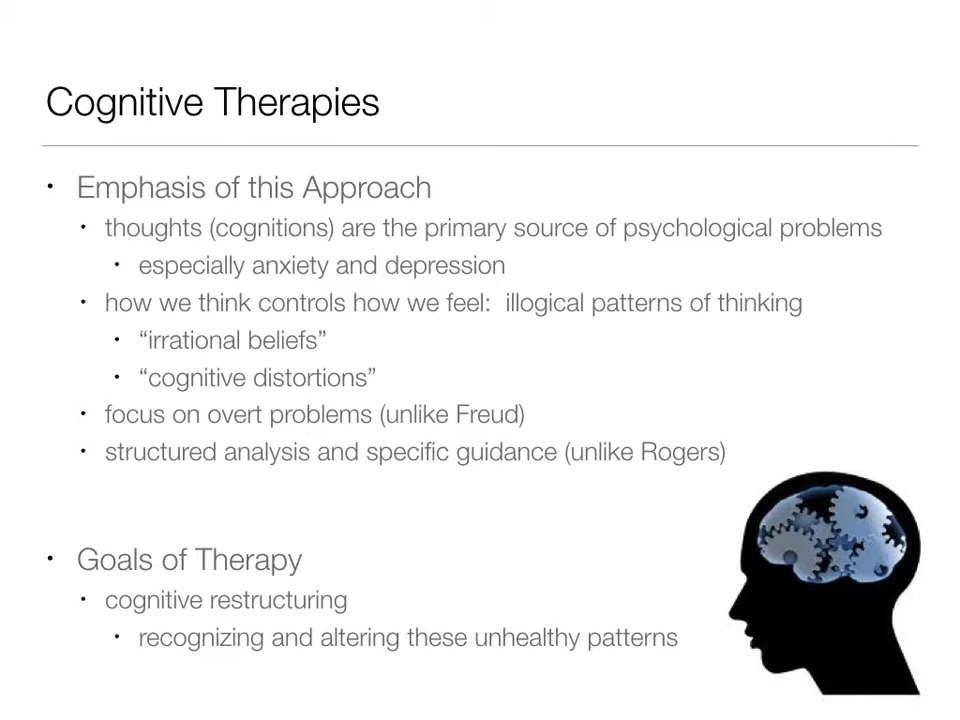 Cognitive Therapies
• Emphasis of this Approach
• thoughts (cognitions) are the primary source of psychological problems
• especially anxiety and depression
• how we think controls how we feel:  illogical patterns of thinking
• “irrational beliefs”
• “cognitive distortions”
• focus on overt problems (unlike Freud)
• structured analysis and specific guidance (unlike Rogers)
• Goals of Therapy
• cognitive restructuring
• recognizing and altering these unhealthy patterns